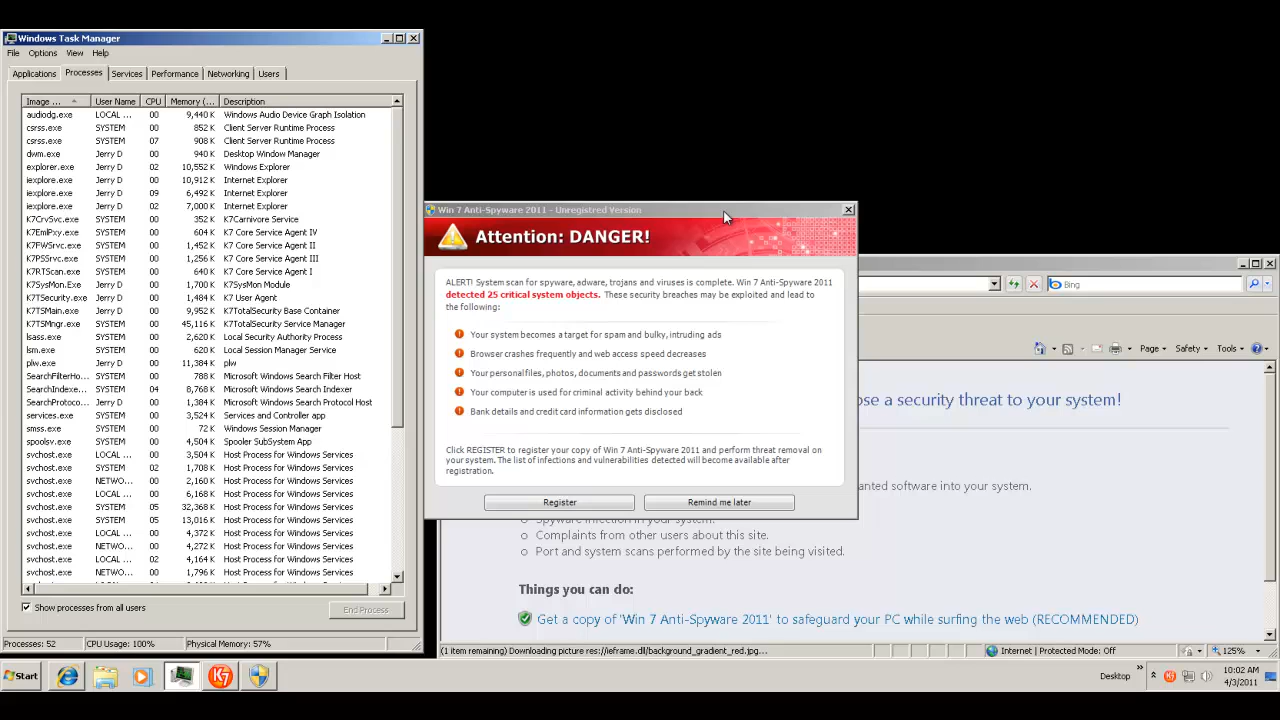 Windows Task Manager
File Options View Help
Applications Processes Services Performance Networking Users
Image ... User Name CPU Memory (... Description
audiodg.exe LOCAL ... 00 9,440 K Windows Audio Device Graph Isolation
csrss.exe SYSTEM 00 852 K Client Server Runtime Process
csrss.exe SYSTEM 07 908 K Client Server Runtime Process
dwm.exe Jerry D 00 940 K Desktop Window Manager
explorer.exe Jerry D 02 10,552 K Windows Explorer
iexplore.exe Jerry D 00 10,912 K Internet Explorer
iexplore.exe Jerry D 09 6,492 K Internet Explorer
iexplore.exe Jerry D 02 7,000 K Internet Explorer
K7CrvSvc.exe SYSTEM 00 352 K K7Carnivore Service
K7EmlPxy.exe SYSTEM 00 644 K K7 Core Service Agent IV
K7FWSrvc.exe SYSTEM 00 1,452 K K7 Core Service Agent II
K7PSSrvc.exe SYSTEM 00 1,256 K K7 Core Service Agent III
K7RTScan.exe SYSTEM 00 640 K K7 Core Service Agent I
K7SysMon.Exe Jerry D 00 1,112 K K7SysMon Module
K7TSecurity.exe Jerry D 00 1,484 K K7 User Agent
K7TSMain.exe Jerry D 00 9,952 K K7TotalSecurity Base Container
K7TSMngr.exe SYSTEM 00 45,116 K K7TotalSecurity Service Manager
lsass.exe SYSTEM 00 2,620 K Local Security Authority Process
lsm.exe SYSTEM 00 620 K Local Session Manager Service
Jerry D 00 11,384 K
SearchFilterHo... SYSTEM 00 788 K Microsoft Windows Search Filter Host
SearchIndexe... SYSTEM 04 8,768 K Microsoft Windows Search Indexer
SearchProtoco... Jerry D 00 1,364 K Microsoft Windows Search Protocol Host
services.exe SYSTEM 00 3,524 K Services and Controller app
smss.exe SYSTEM 00 72 K Windows Session Manager
spoolsv.exe SYSTEM 00 4,504 K Spooler SubSystem App
svchost.exe SYSTEM 00 3,504 K Host Process for Windows Services
svchost.exe SYSTEM 02 1,708 K Host Process for Windows Services
svchost.exe NETWO... 00 2,160 K Host Process for Windows Services
svchost.exe LOCAL ... 00 6,168 K Host Process for Windows Services
svchost.exe SYSTEM 05 32,368 K Host Process for Windows Services
svchost.exe SYSTEM 05 13,016 K Host Process for Windows Services
svchost.exe LOCAL ... 00 4,372 K Host Process for Windows Services
svchost.exe NETWO... 00 4,272 K Host Process for Windows Services
svchost.exe LOCAL ... 02 4,164 K Host Process for Windows Services
svchost.exe NETWO... 00 1,796 K Host Process for Windows Services
Show processes from all users End Process
Processes: 52 CPU Usage: 100% Physical Memory: 57%
Win 7 Anti-Spyware 2011 - Unregistred Version
Attention: DANGER!
ALERT! System scan for spyware, adware, trojans and viruses is complete. Win 7 Anti-Spyware 2011
detected 25 critical system objects. These security breaches may be exploited and lead to
the following:
Your system becomes a target for spam and bulky, intruding ads
Browser crashes frequently and web access speed decreases
Your personal files, photos, documents and passwords get stolen
Your computer is used for criminal activity behind your back
Bank details and credit card information gets disclosed
Click REGISTER to register your copy of Win 7 Anti-Spyware 2011 and perform threat removal on
your system. The list of infections and vulnerabilities detected will become available after
registration.
Register Remind me later
Bing
Page Safety Tools
ose a security threat to your system!
anted software into your system.
Spyware infection in your system.
Complaints from other users about this site.
Port and system scans performed by the site being visited.
Things you can do:
Get a copy of 'Win 7 Anti-Spyware 2011' to safeguard your PC while surfing the web (RECOMMENDED)
(1 item remaining) Downloading picture res://ieframe.dll/background_gradient_red.jpg... Internet | Protected Mode: Off 125%
Start K7 Desktop 10:02 AM
4/3/2011